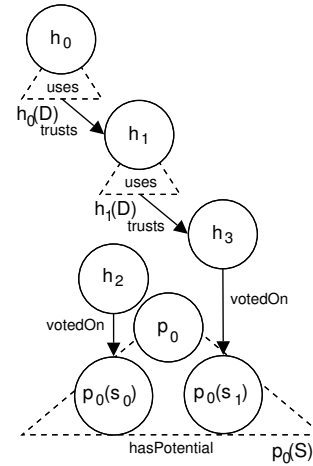 h0
uses
h0(D)
trusts
h1
uses
h1(D)
trusts
h3
h2
votedOn
votedOn
p0
p0(s0)
p0(s1)
hasPotential
p0(S)